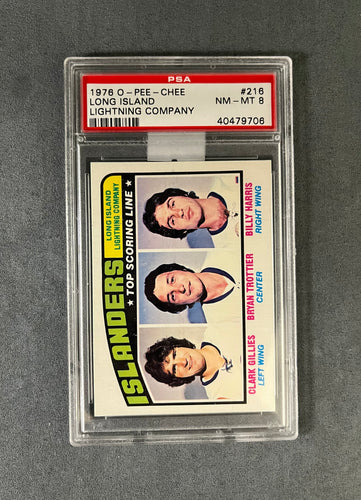 PSA
1976 O-PEE-CHEE #216
LONG ISLAND NM-MT 8
LIGHTNING COMPANY 40479706
ISLANDERS
LONG ISLAND
LIGHTNING COMPANY
★ TOP SCORING LINE ★
CLARK GILLIES
LEFT WING
BRYAN TROTTIER
CENTER
BILLY HARRIS
RIGHT WING